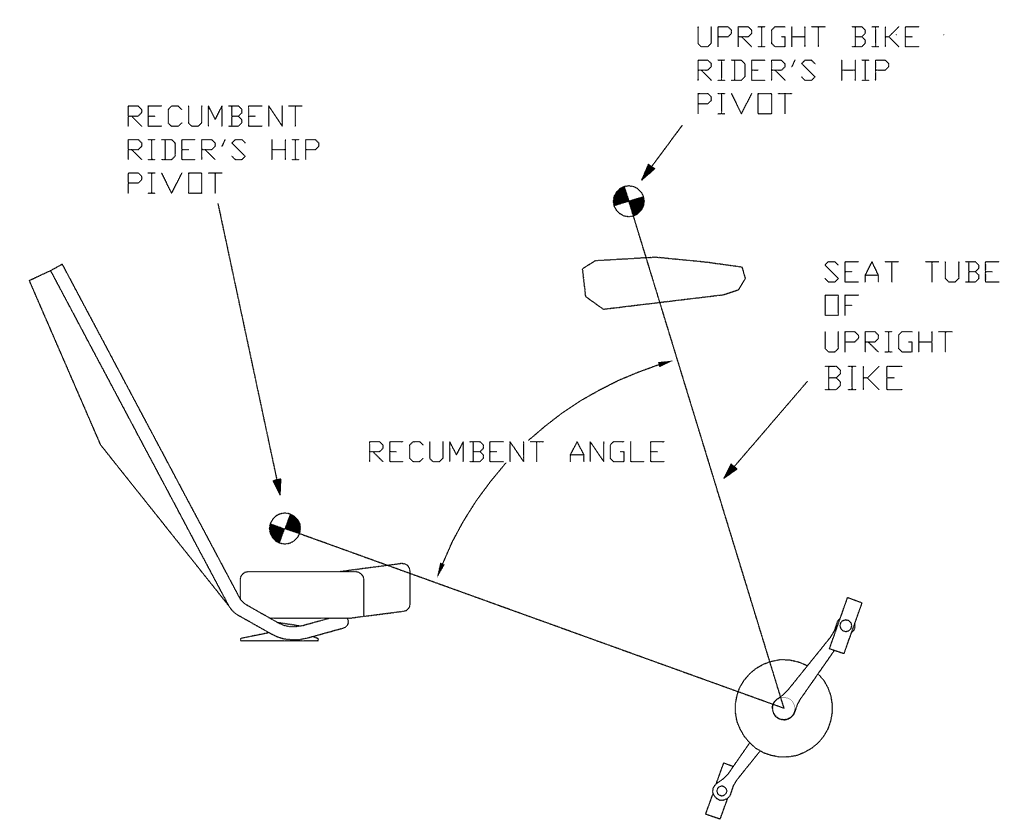 UPRIGHT BIKE
RIDER'S HIP
PIVOT
RECUMBENT
RIDER'S HIP
PIVOT
SEAT TUBE
OF
UPRIGHT
BIKE
RECUMBENT ANGLE